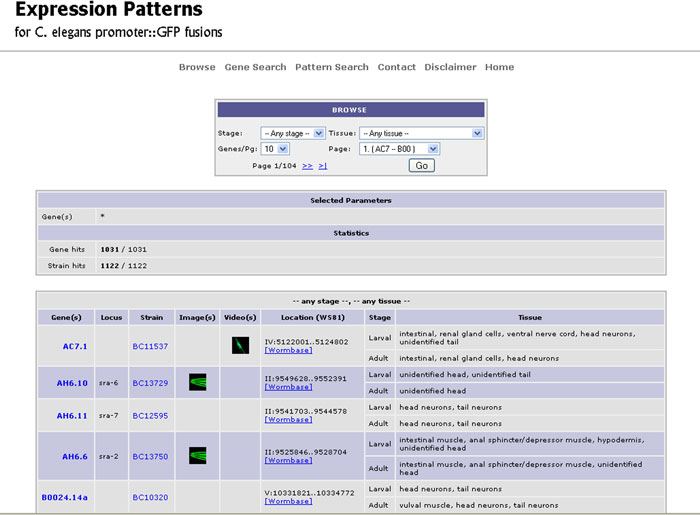 Expression Patterns
for C. elegans promoter::GFP fusions
Browse Gene Search Pattern Search Contact Disclaimer Home
BROWSE
Stage: -- Any stage -- Tissue: -- Any tissue --
Genes/Pg: 10 Page: 1. ( AC7 -- B00 )
Page 1/104 >> >| Go
Selected Parameters
Gene(s) *
Statistics
Gene hits 1031 / 1031
Strain hits 1122 / 1122
-- any stage --, -- any tissue --
Gene(s) Locus Strain Image(s) Video(s) Location (WS81) Stage Tissue
AC7.1 BC11537 IV:5122001..5124802 [Wormbase] Larval intestinal, renal gland cells, ventral nerve cord, head neurons,
unidentified tail
Adult intestinal, renal gland cells, head neurons
AH6.10 sra-6 BC13729 II:9549628..9552391 [Wormbase] Larval unidentified head, unidentified tail
Adult unidentified head
AH6.11 sra-7 BC12595 II:9541703..9544578 [Wormbase] Larval head neurons, tail neurons
Adult head neurons, tail neurons
AH6.6 sra-2 BC13750 II:9525846..9528704 [Wormbase] Larval intestinal muscle, anal sphincter/depressor muscle, hypodermis,
unidentified head
Adult intestinal muscle, anal sphincter/depressor muscle, unidentified
head
B0024.14a BC10320 V:10331821..10334772 [Wormbase] Larval head neurons, tail neurons
Adult vulval muscle, head neurons, tail neurons